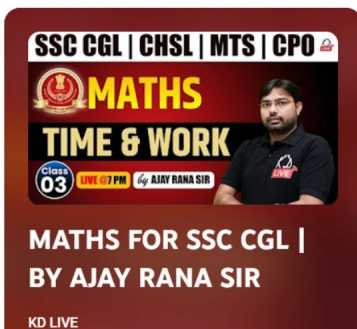 SSC CGL | CHSL | MTS | CPO
MATHS
TIME & WORK
Class
03
LIVE @7 PM
by AJAY RANA SIR
LIVE
MATHS FOR SSC CGL |
BY AJAY RANA SIR
KD LIVE